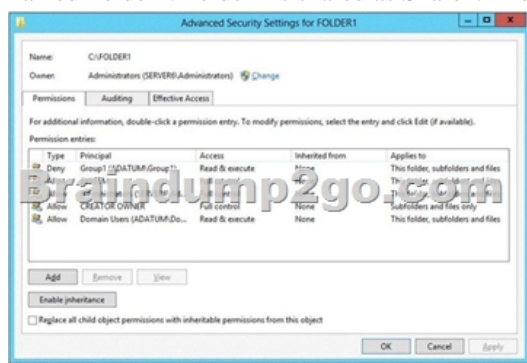 Advanced Security Settings for FOLDER1
Name: C:\FOLDER1
Owner: Administrators (SERVER6\Administrators) Change
Permissions Auditing Effective Access
For additional information, double-click a permission entry. To modify permissions, select the entry and click Edit (if available).
Permission entries:
Type Principal Access Inherited from Applies to
Deny Group1 (ADATUM\Group1) Read & execute None This folder, subfolders and files
Braindump2go.com
Allow CREATOR OWNER Full control None Subfolders and files only
Allow Domain Users (ADATUM\Do... Read & execute None This folder, subfolders and files
Add Remove View
Enable inheritance
Replace all child object permissions with inheritable permissions from this object
OK Cancel Apply